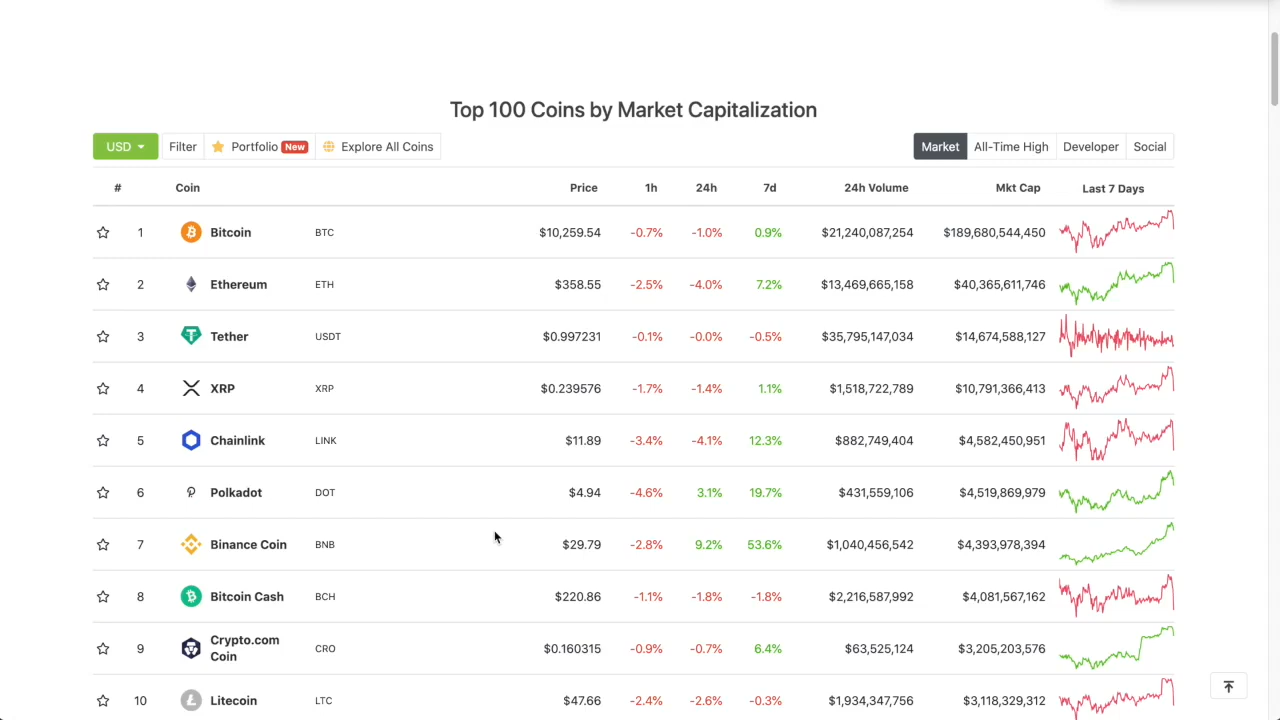 Top 100 Coins by Market Capitalization
USD Filter Portfolio New Explore All Coins Market All-Time High Developer Social
# Coin Price 1h 24h 7d 24h Volume Mkt Cap Last 7 Days
1 Bitcoin BTC $10,259.54 -0.7% -1.0% 0.9% $21,240,087,254 $189,680,544,450
2 Ethereum ETH $358.55 -2.5% -4.0% 7.2% $13,469,665,158 $40,365,611,746
3 Tether USDT $0.997231 -0.1% -0.0% -0.5% $35,795,147,034 $14,674,588,127
4 XRP XRP $0.239576 -1.7% -1.4% 1.1% $1,518,722,789 $10,791,366,413
5 Chainlink LINK $11.89 -3.4% -4.1% 12.3% $882,749,404 $4,582,450,951
6 Polkadot DOT $4.94 -4.6% 3.1% 19.7% $431,559,106 $4,519,869,979
7 Binance Coin BNB $29.79 -2.8% 9.2% 53.6% $1,040,456,542 $4,393,978,394
8 Bitcoin Cash BCH $220.86 -1.1% -1.8% -1.8% $2,216,587,992 $4,081,567,162
9 Crypto.com Coin CRO $0.160315 -0.9% -0.7% 6.4% $63,525,124 $3,205,203,576
10 Litecoin LTC $47.66 -2.4% -2.6% -0.3% $1,934,347,756 $3,118,329,312